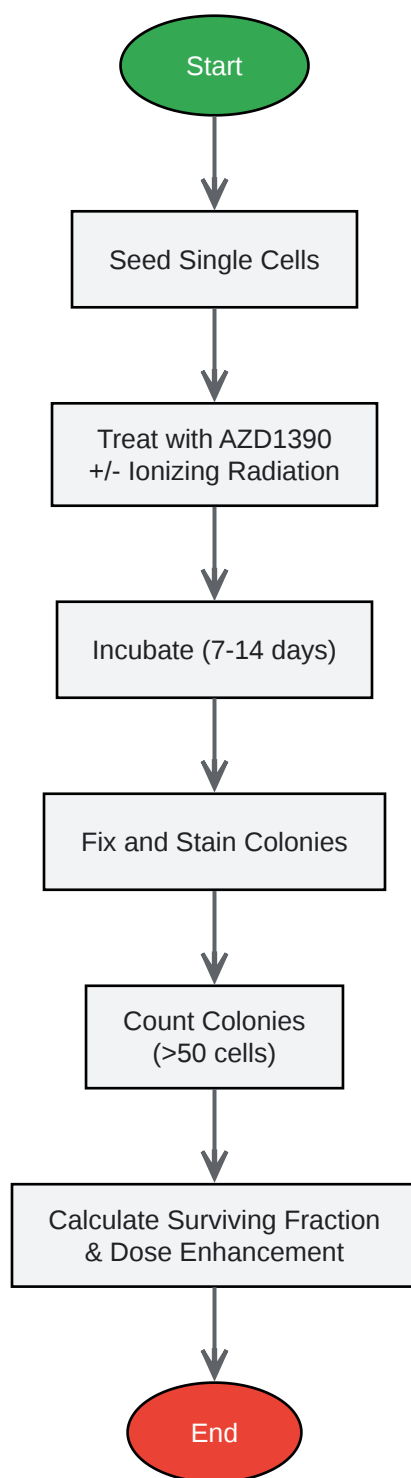 Start
Seed Single Cells
Treat with AZD1390
+/- Ionizing Radiation
Incubate (7-14 days)
Fix and Stain Colonies
Count Colonies
(>50 cells)
Calculate Surviving Fraction
& Dose Enhancement
End